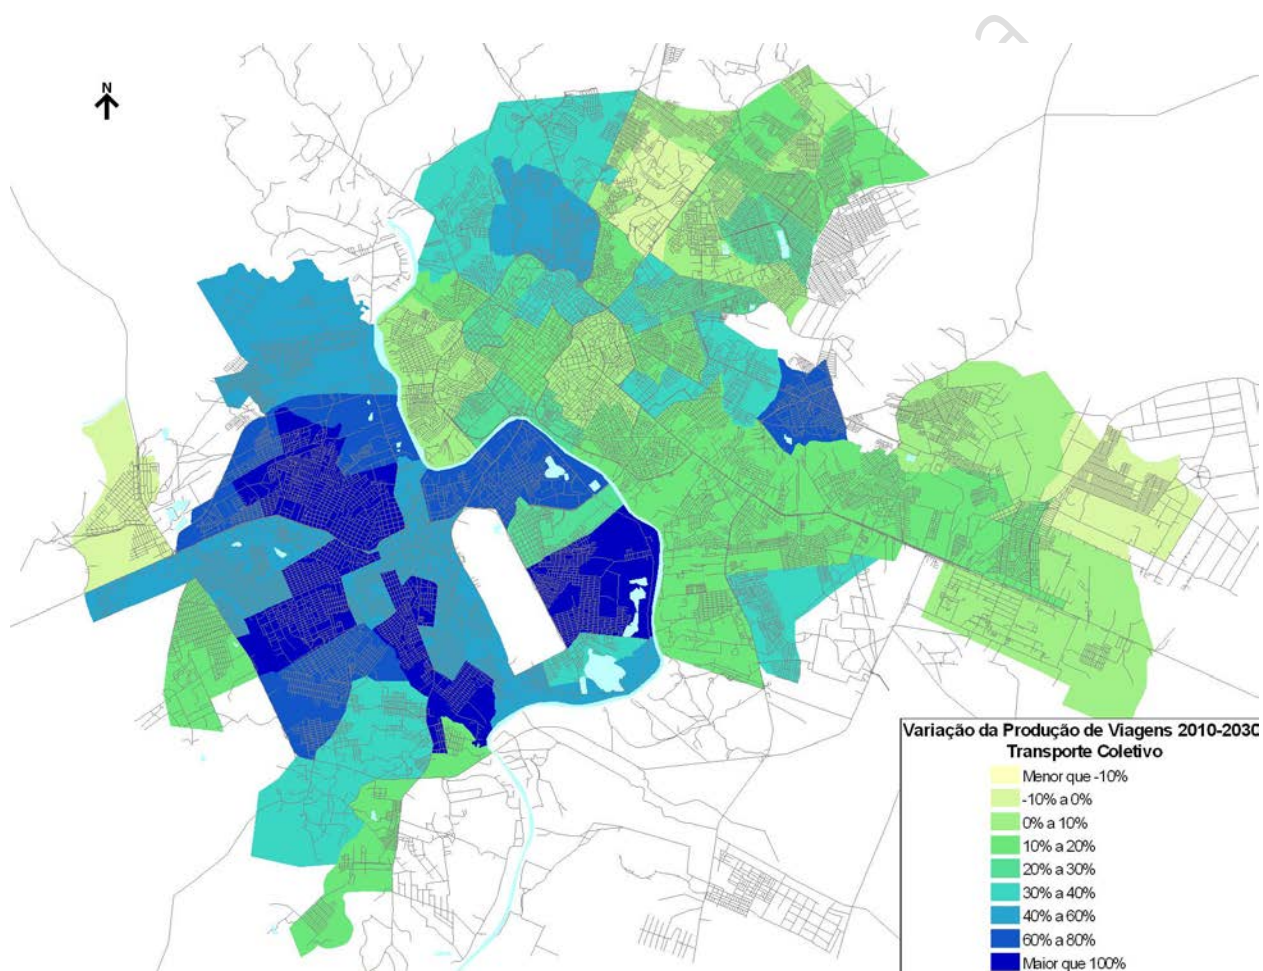 N
Variação da Produção de Viagens 2010-2030
Transporte Coletivo
Menor que -10%
-10% a 0%
0% a 10%
10% a 20%
20% a 30%
30% a 40%
40% a 60%
60% a 80%
Maior que 100%